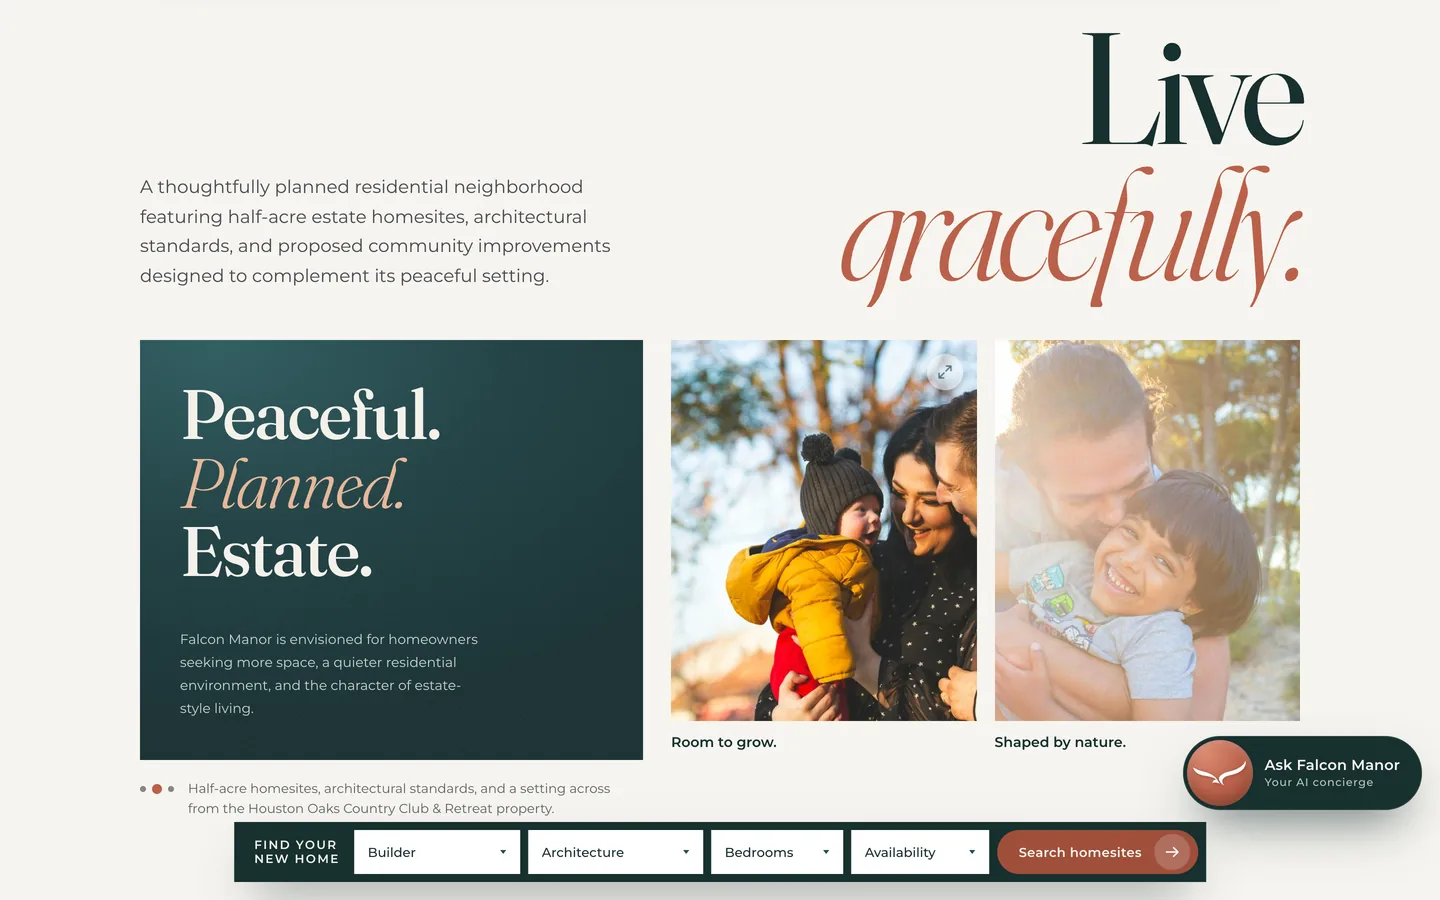 Live
gracefully.
A thoughtfully planned residential neighborhood
featuring half-acre estate homesites, architectural
standards, and proposed community improvements
designed to complement its peaceful setting.
Peaceful.
Planned.
Estate.
Falcon Manor is envisioned for homeowners
seeking more space, a quieter residential
environment, and the character of estate-
style living.
Room to grow.
Shaped by nature.
Half-acre homesites, architectural standards, and a setting across
from the Houston Oaks Country Club & Retreat property.
Ask Falcon Manor
Your AI concierge
FIND YOUR
NEW HOME
Builder
Architecture
Bedrooms
Availability
Search homesites